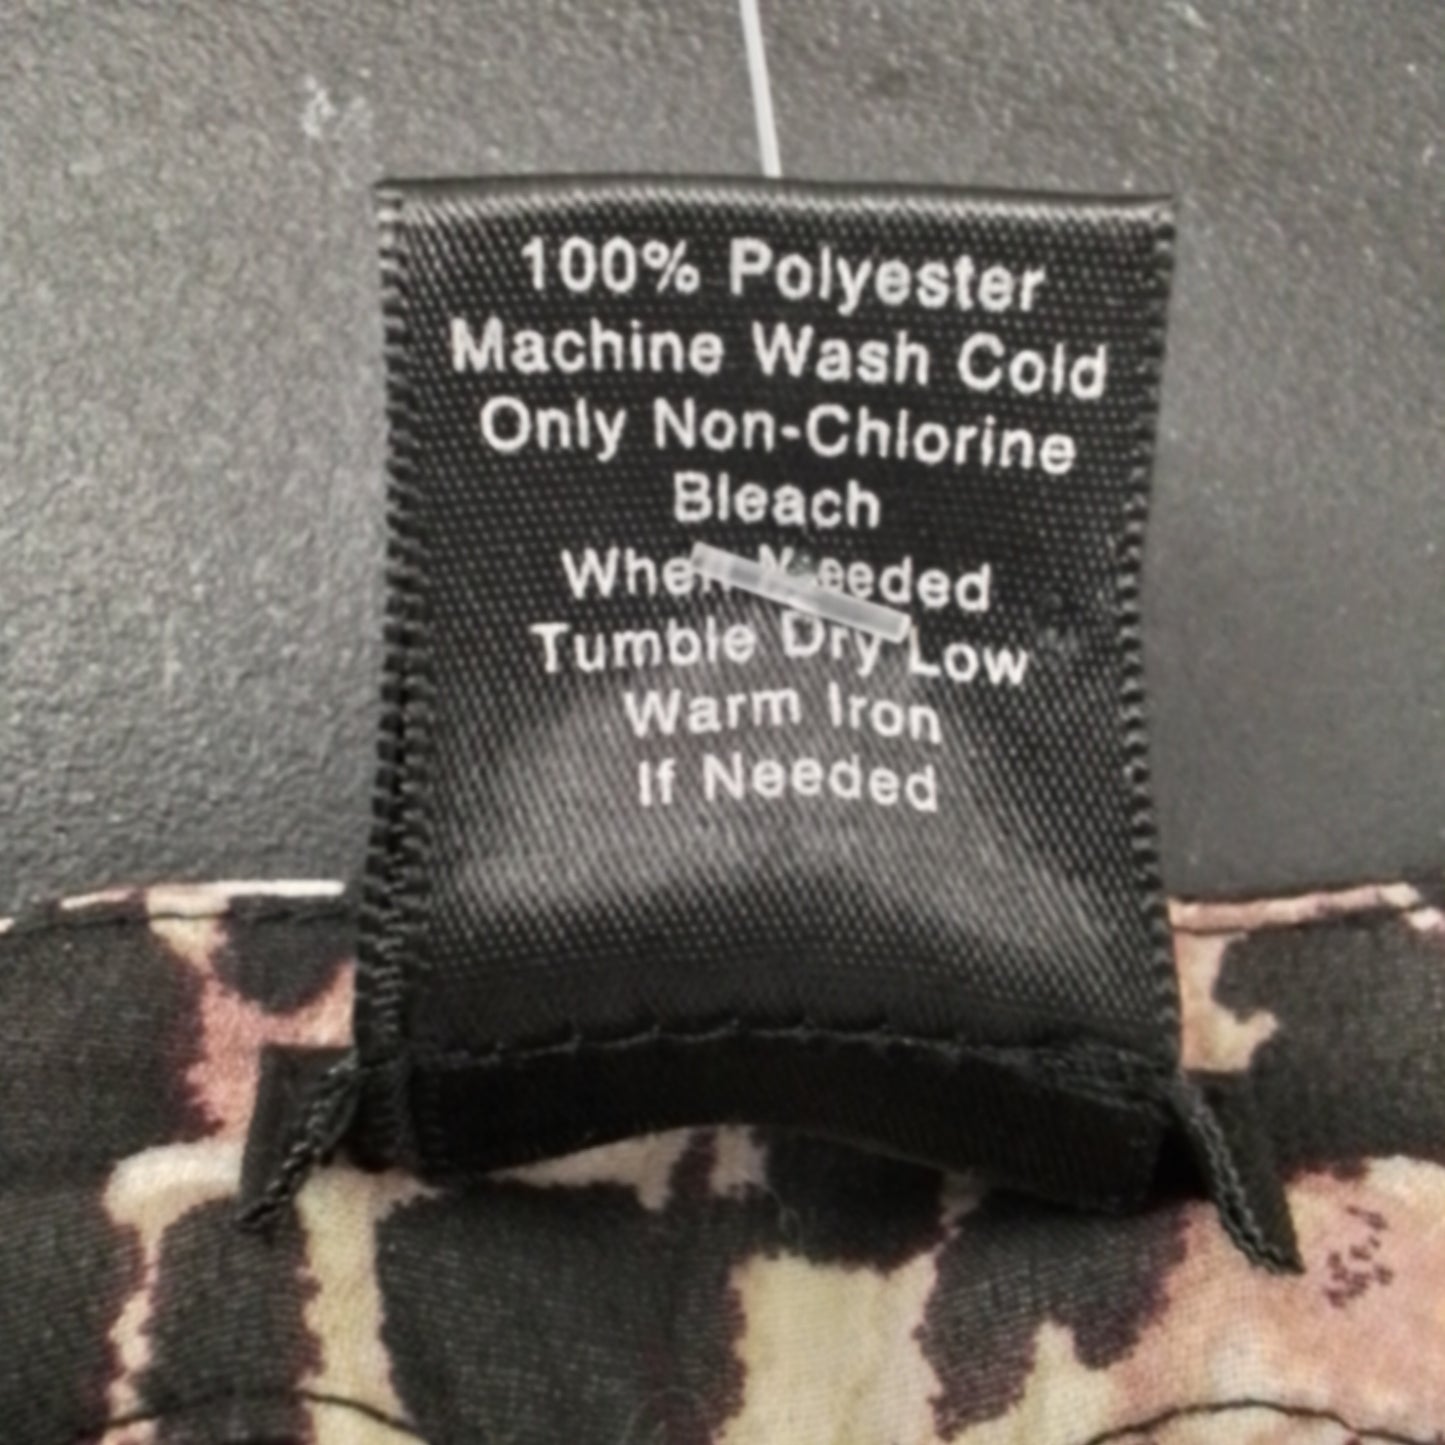 100% Polyester
Machine Wash Cold
Only Non-Chlorine
Bleach
When Needed
Tumble Dry Low
Warm Iron
If Needed